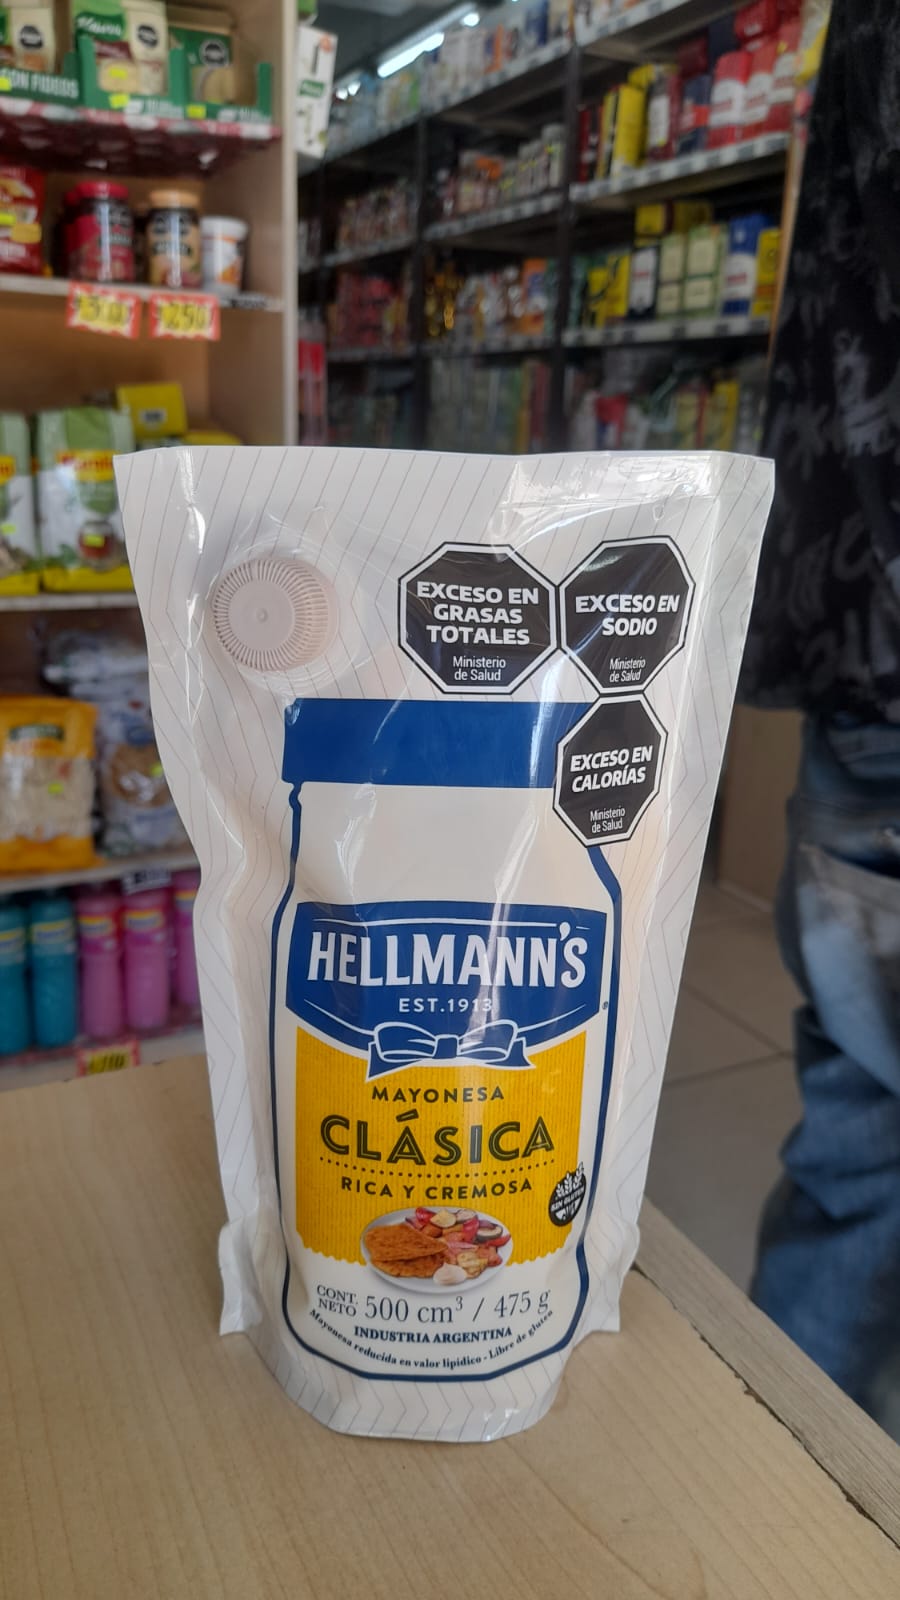 EXCESO EN
GRASAS
TOTALES
Ministerio
de Salud
EXCESO EN
SODIO
Ministerio
de Salud
EXCESO EN
CALORÍAS
Ministerio
de Salud
HELLMANN'S
EST.1913
MAYONESA
CLÁSICA
RICA Y CREMOSA
SIN GLUTEN
CONT.
NETO 500 cm³ / 475 g
INDUSTRIA ARGENTINA
Mayonesa reducida en valor lipídico - Libre de gluten